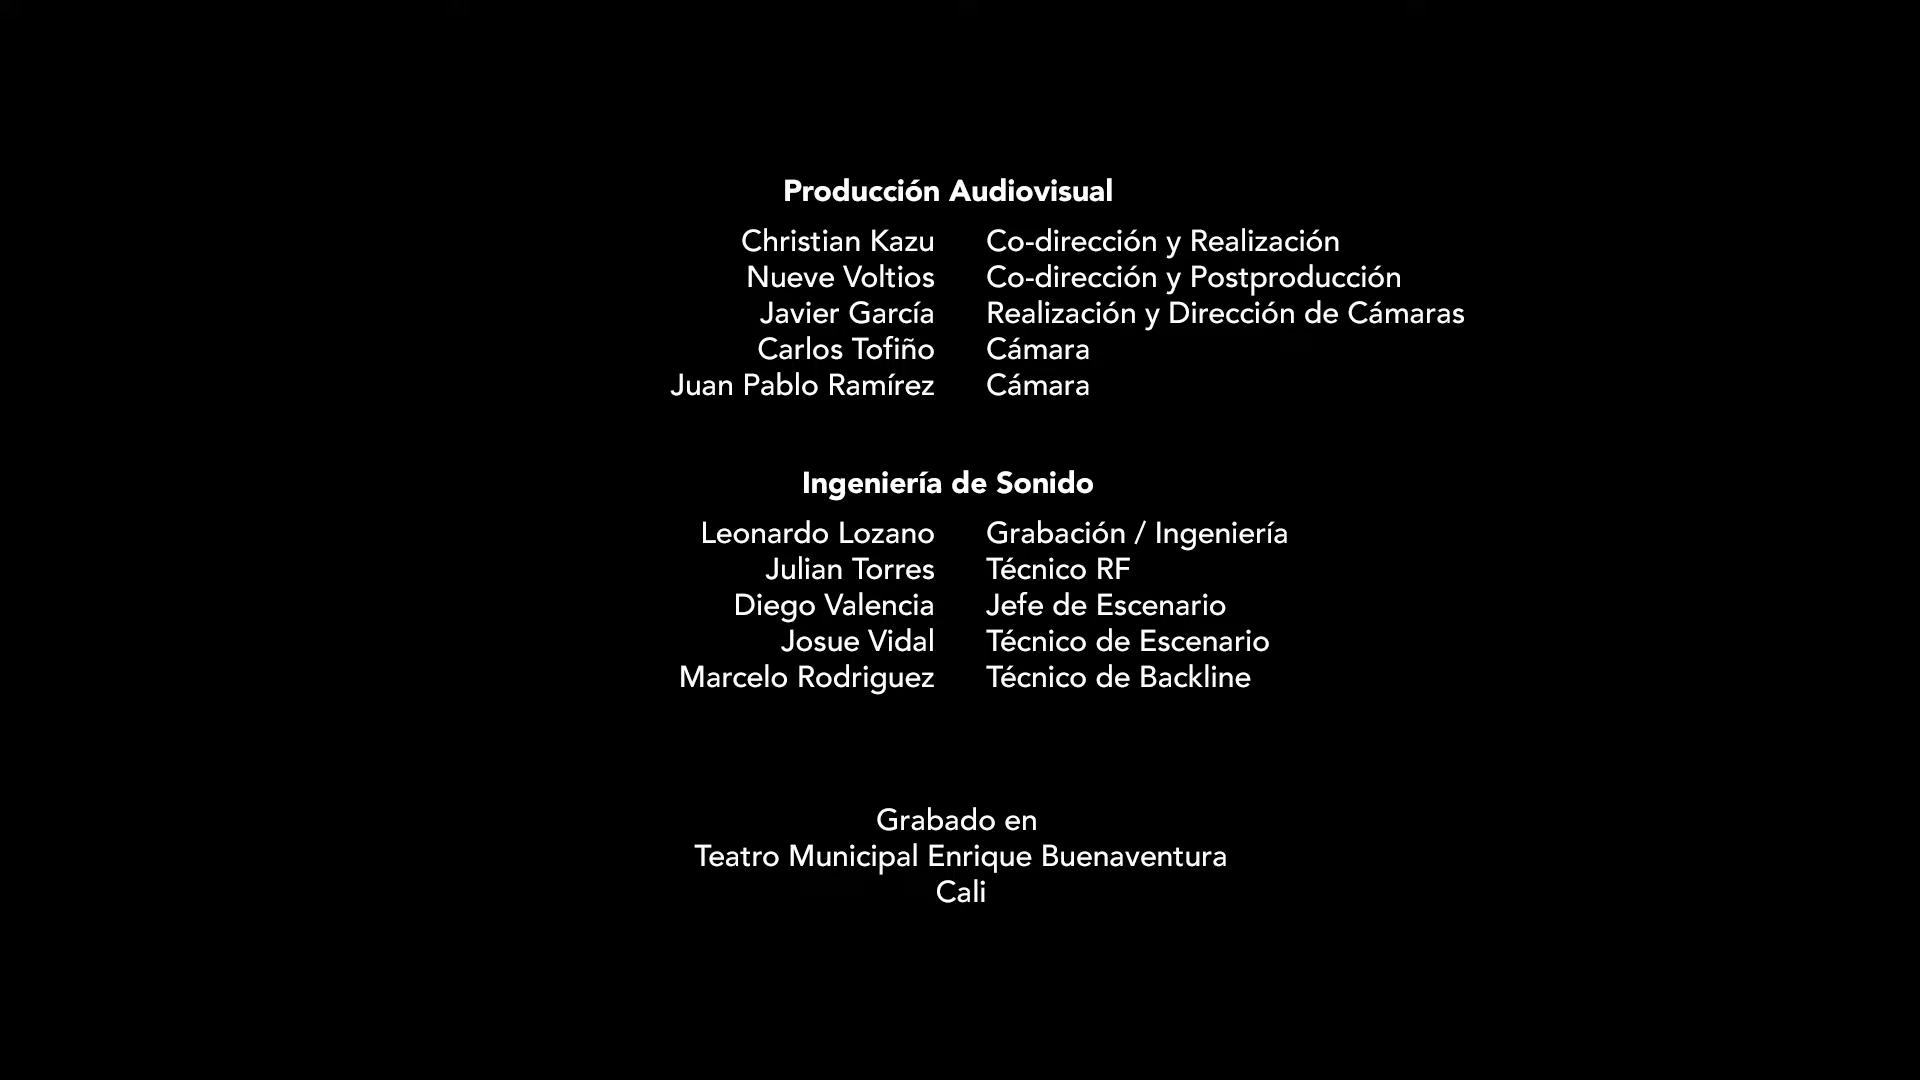 Producción Audiovisual
Christian Kazu Co-dirección y Realización
Nueve Voltios Co-dirección y Postproducción
Javier García Realización y Dirección de Cámaras
Carlos Tofiño Cámara
Juan Pablo Ramírez Cámara
Ingeniería de Sonido
Leonardo Lozano Grabación / Ingeniería
Julian Torres Técnico RF
Diego Valencia Jefe de Escenario
Josue Vidal Técnico de Escenario
Marcelo Rodriguez Técnico de Backline
Grabado en
Teatro Municipal Enrique Buenaventura
Cali